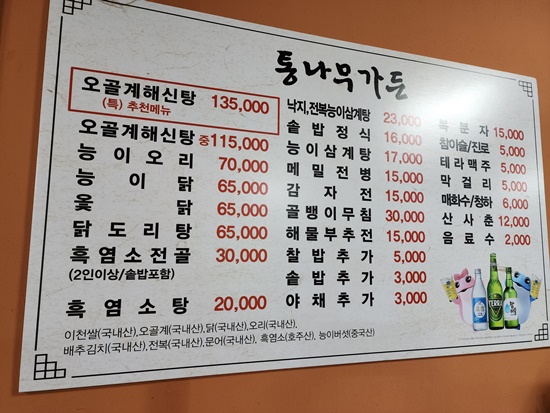 통나무가든
오골계해신탕 135,000
(특) 추천메뉴
오골계해신탕 중115,000
능이오리 70,000
능이닭 65,000
옻닭 65,000
닭도리탕 65,000
흑염소전골 30,000
(2인이상/솥밥포함)
흑염소탕 20,000
낙지,전복능이삼계탕 23,000
솥밥정식 16,000
능이삼계탕 17,000
메밀전병 15,000
감자전 15,000
골뱅이무침 30,000
해물부추전 15,000
찰밥추가 5,000
솥밥추가 3,000
야채추가 3,000
복분자 15,000
참이슬/진로 5,000
테라맥주 5,000
막걸리 5,000
매화수/청하 6,000
산사춘 12,000
음료수 2,000
이천쌀(국내산),오골계(국내산),닭(국내산),오리(국내산),
배추김치(국내산),전복(국내산),문어(국내산), 흑염소(호주산), 능이버섯(중국산)
TERRA